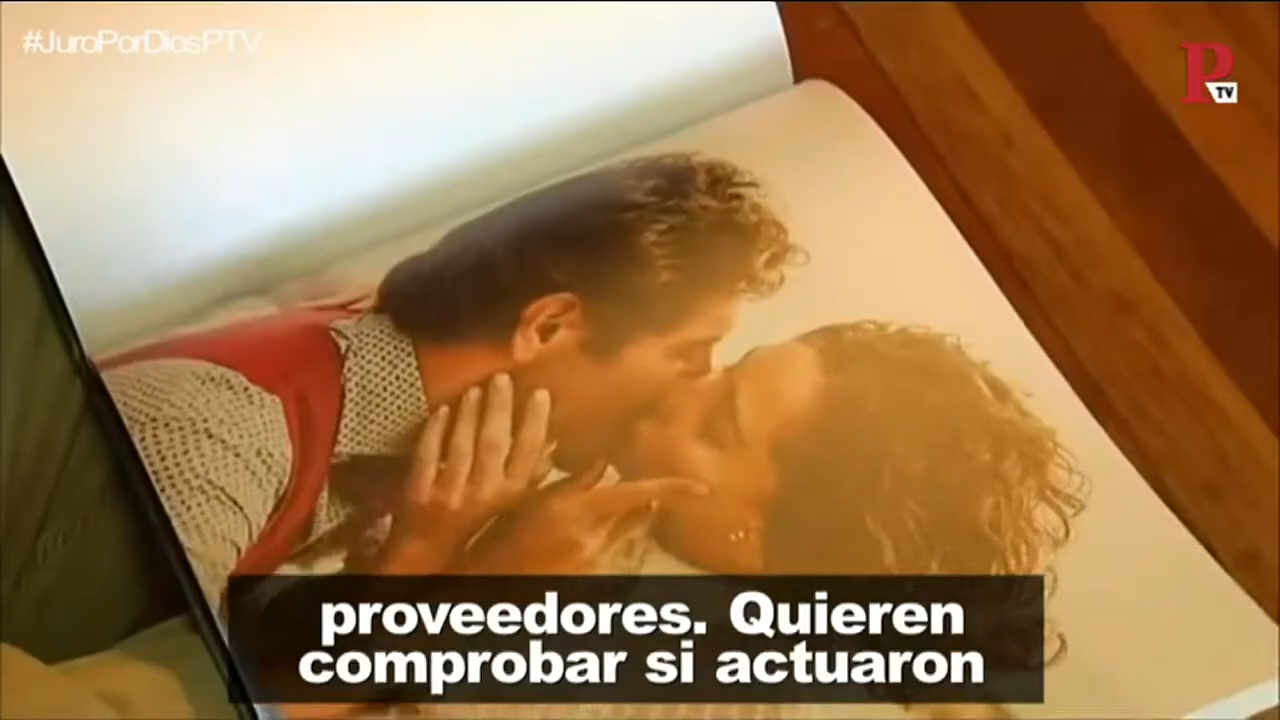 #JuroPorDiosPTV
P
TV
proveedores. Quieren
comprobar si actuaron